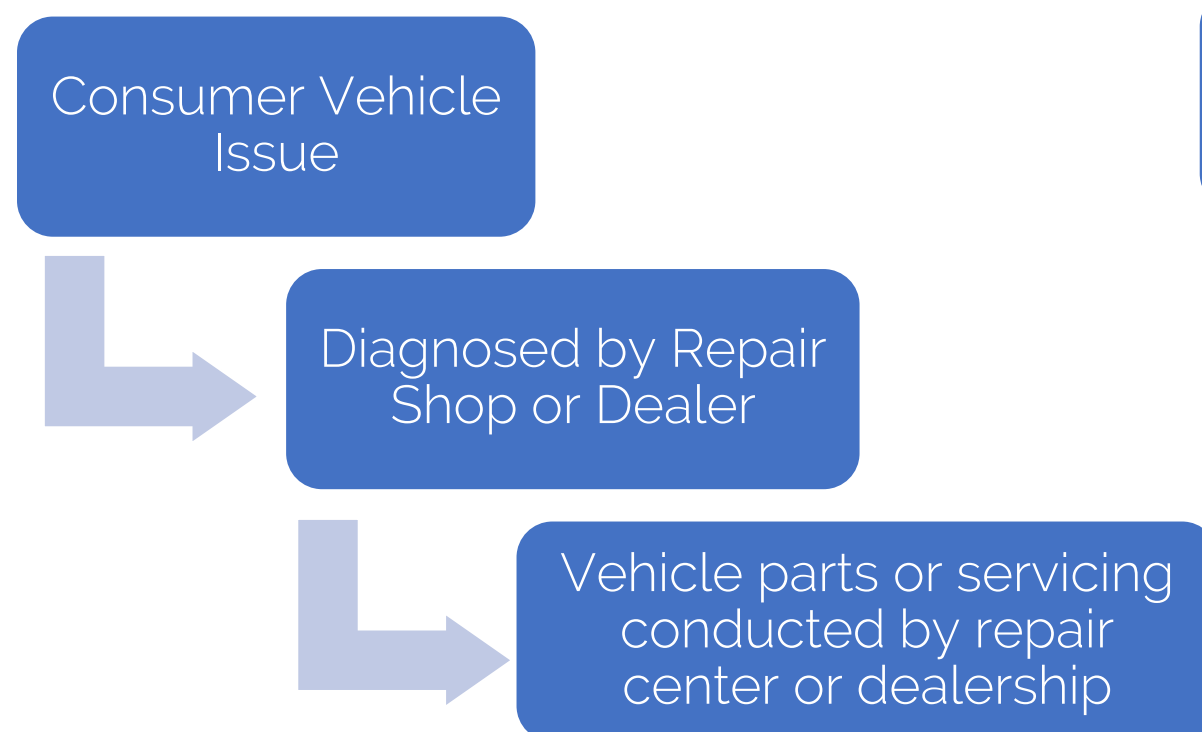 Consumer Vehicle
Issue
Diagnosed by Repair
Shop or Dealer
Vehicle parts or servicing
conducted by repair
center or dealership